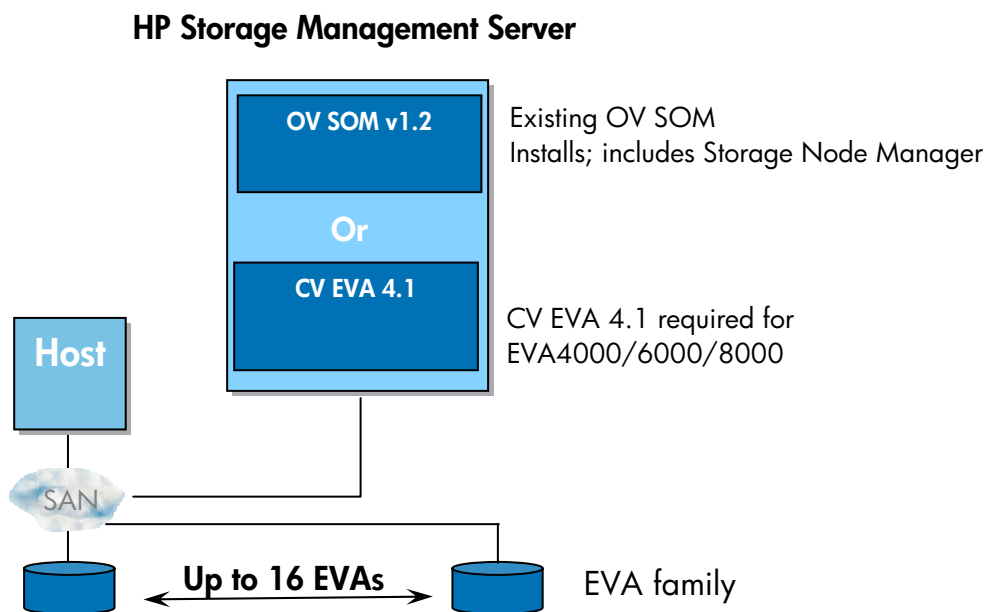 HP Storage Management Server
OV SOM v1.2
Existing OV SOM
Installs; includes Storage Node Manager
Or
CV EVA 4.1
CV EVA 4.1 required for
EVA4000/6000/8000
Host
SAN
Up to 16 EVAs
EVA family